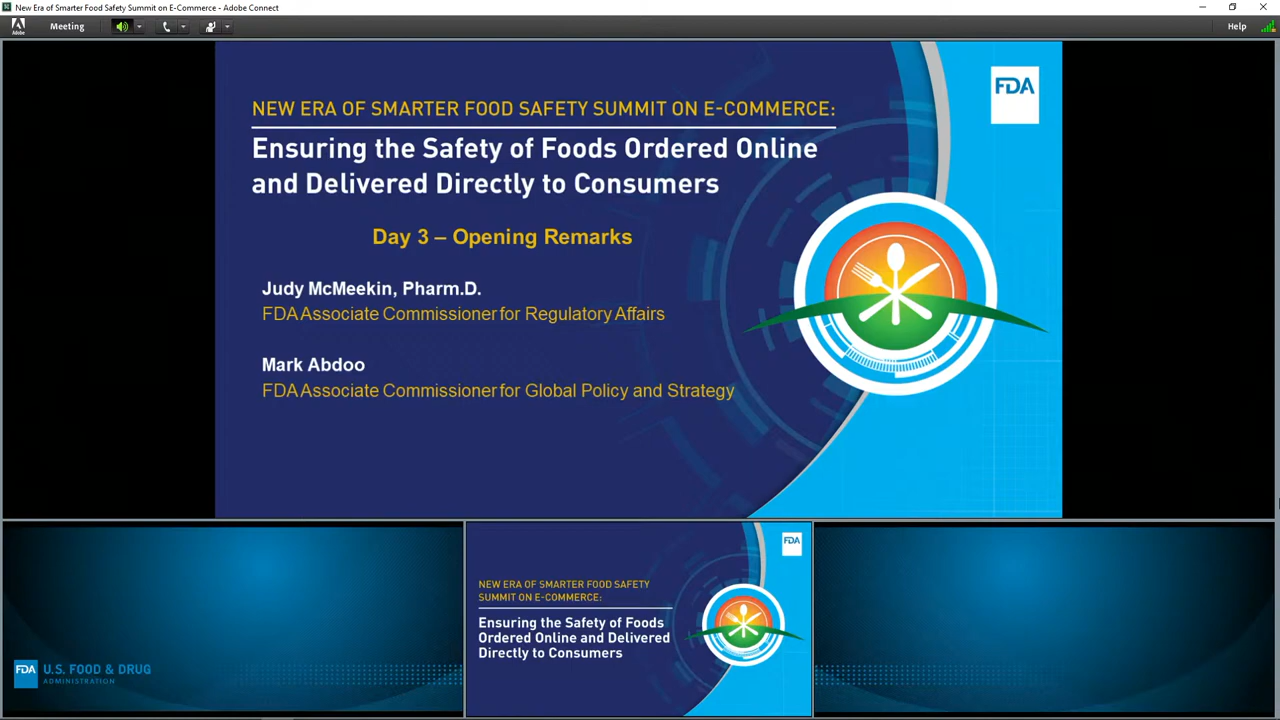 New Era of Smarter Food Safety Summit on E-Commerce - Adobe Connect
Adobe
Meeting
Help
FDA
NEW ERA OF SMARTER FOOD SAFETY SUMMIT ON E-COMMERCE:
Ensuring the Safety of Foods Ordered Online
and Delivered Directly to Consumers
Day 3 – Opening Remarks
Judy McMeekin, Pharm.D.
FDA Associate Commissioner for Regulatory Affairs
Mark Abdoo
FDA Associate Commissioner for Global Policy and Strategy
FDA
U.S. FOOD & DRUG
ADMINISTRATION
FDA
NEW ERA OF SMARTER FOOD SAFETY
SUMMIT ON E-COMMERCE:
Ensuring the Safety of Foods
Ordered Online and Delivered
Directly to Consumers